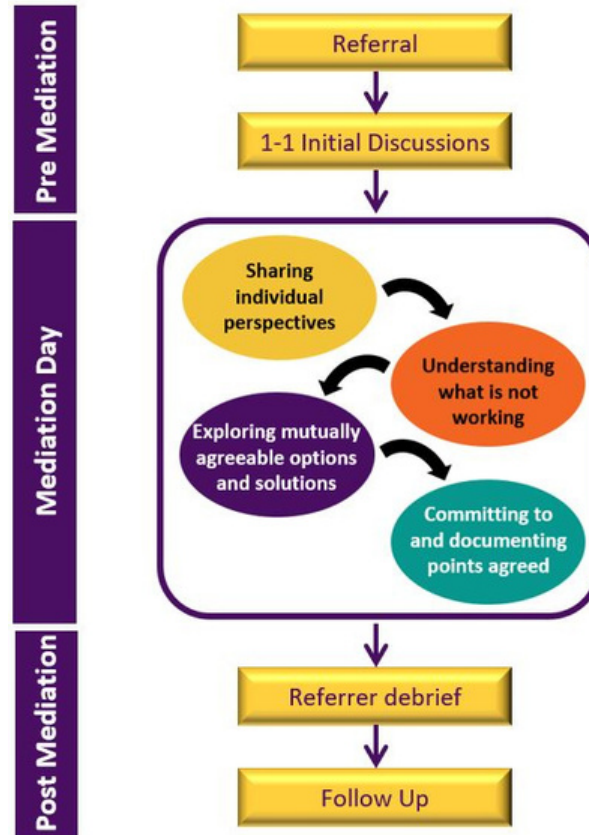 Pre Mediation
Referral
1-1 Initial Discussions
Mediation Day
Sharing
individual
perspectives
Understanding
what is not
working
Exploring mutually
agreeable options
and solutions
Committing to
and documenting
points agreed
Post Mediation
Referrer debrief
Follow Up